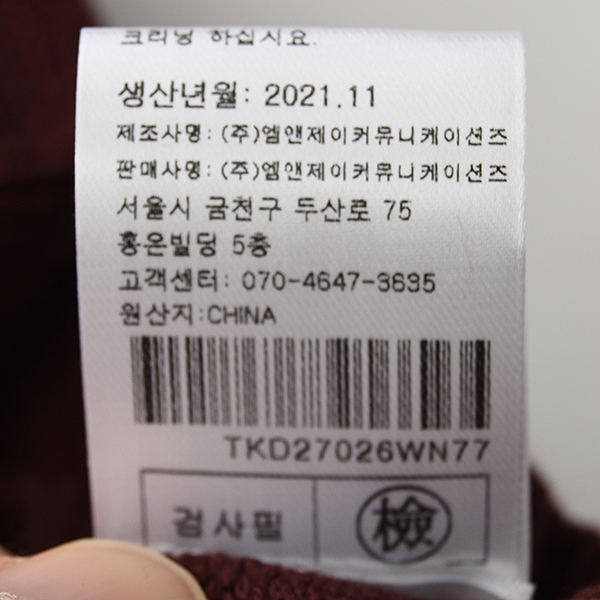 크리닝 하십시요.
생산년월: 2021.11
제조사명: (주)엠앤제이커뮤니케이션즈
판매사명: (주)엠앤제이커뮤니케이션즈
서울시 금천구 두산로 75
홍온빌딩 5층
고객센터: 070-4647-3635
원산지:CHINA
TKD27026WN77
검사필 檢